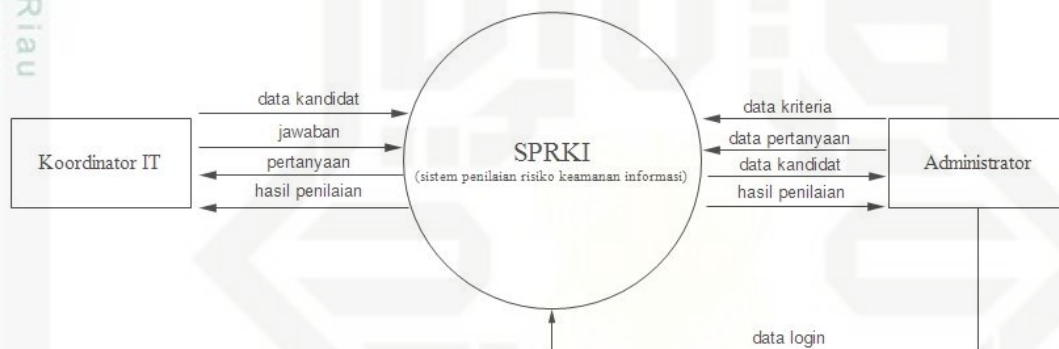 Riau
data kandidat
jawaban
pertanyaan
hasil penilaian
Koordinator IT
SPRKI
(sistem penilaian risiko keamanan informasi)
data kriteria
data pertanyaan
data kandidat
hasil penilaian
Administrator
data login